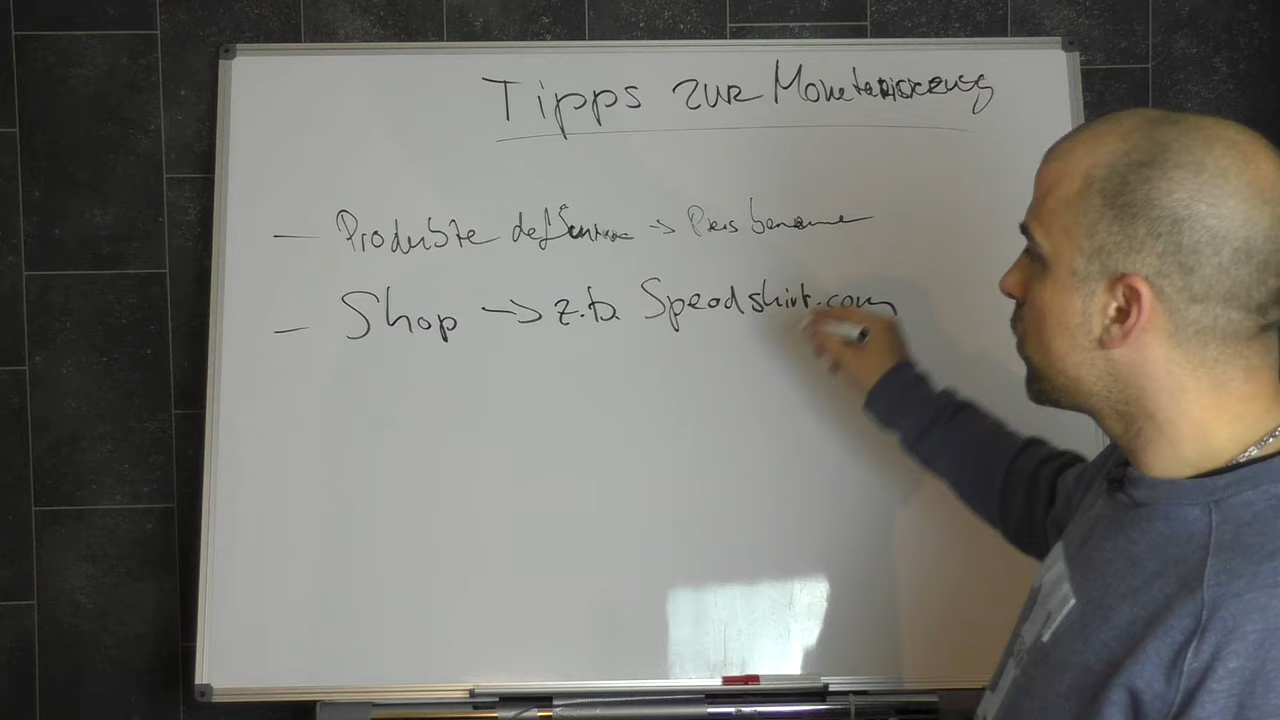 Tipps zur Monetarisierung
– Produkte definieren -> Preis benennen
– Shop -> z.B. Spreadshirt.com